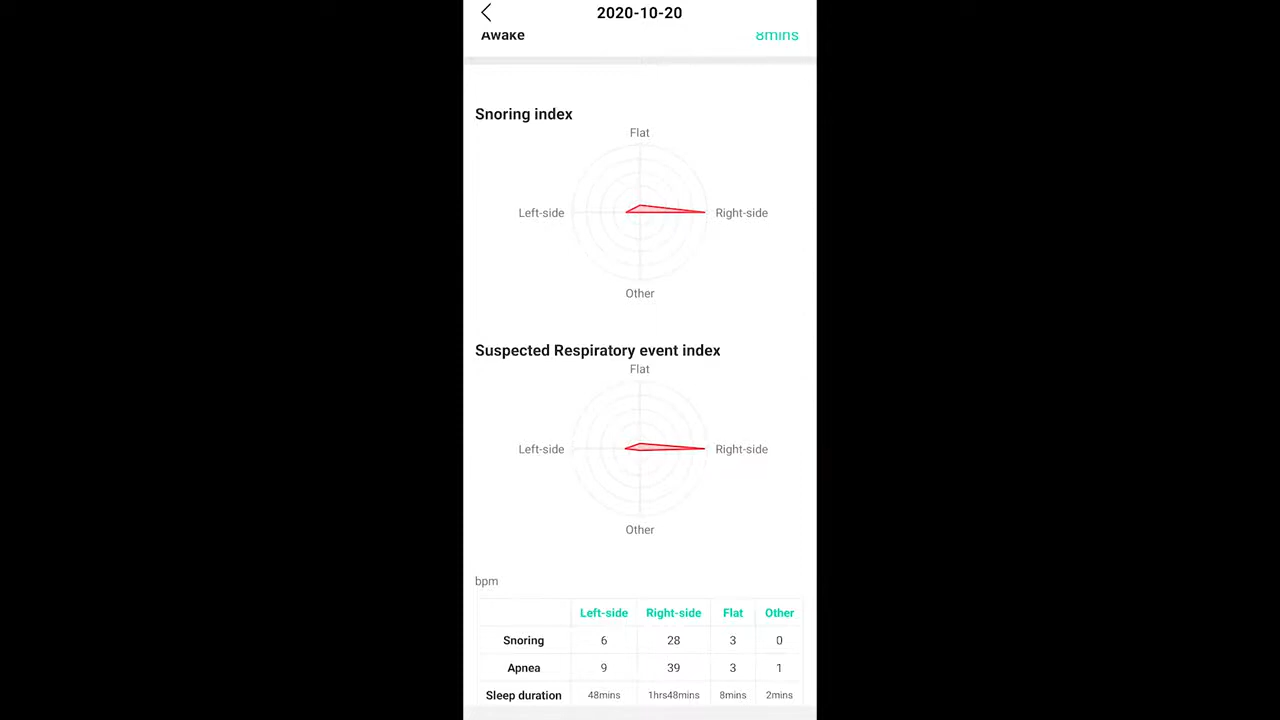 2020-10-20
Awake 8mins
Snoring index
Flat
Left-side Right-side
Other
Suspected Respiratory event index
Flat
Left-side Right-side
Other
bpm
Left-side Right-side Flat Other
Snoring 6 28 3 0
Apnea 9 39 3 1
Sleep duration 48mins 1hrs48mins 8mins 2mins